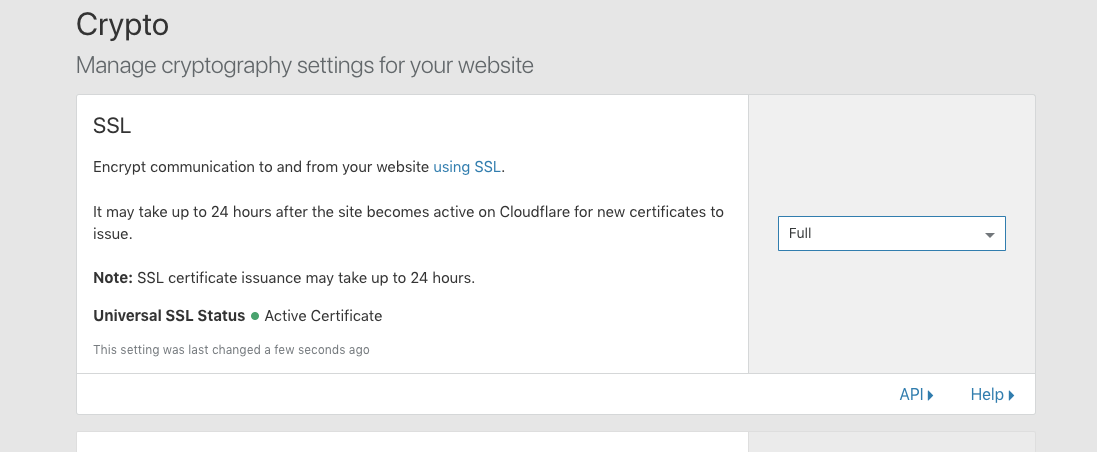 Crypto
Manage cryptography settings for your website
SSL
Encrypt communication to and from your website using SSL.
It may take up to 24 hours after the site becomes active on Cloudflare for new certificates to
issue.
Full
Note: SSL certificate issuance may take up to 24 hours.
Universal SSL Status Active Certificate
This setting was last changed a few seconds ago
API Help